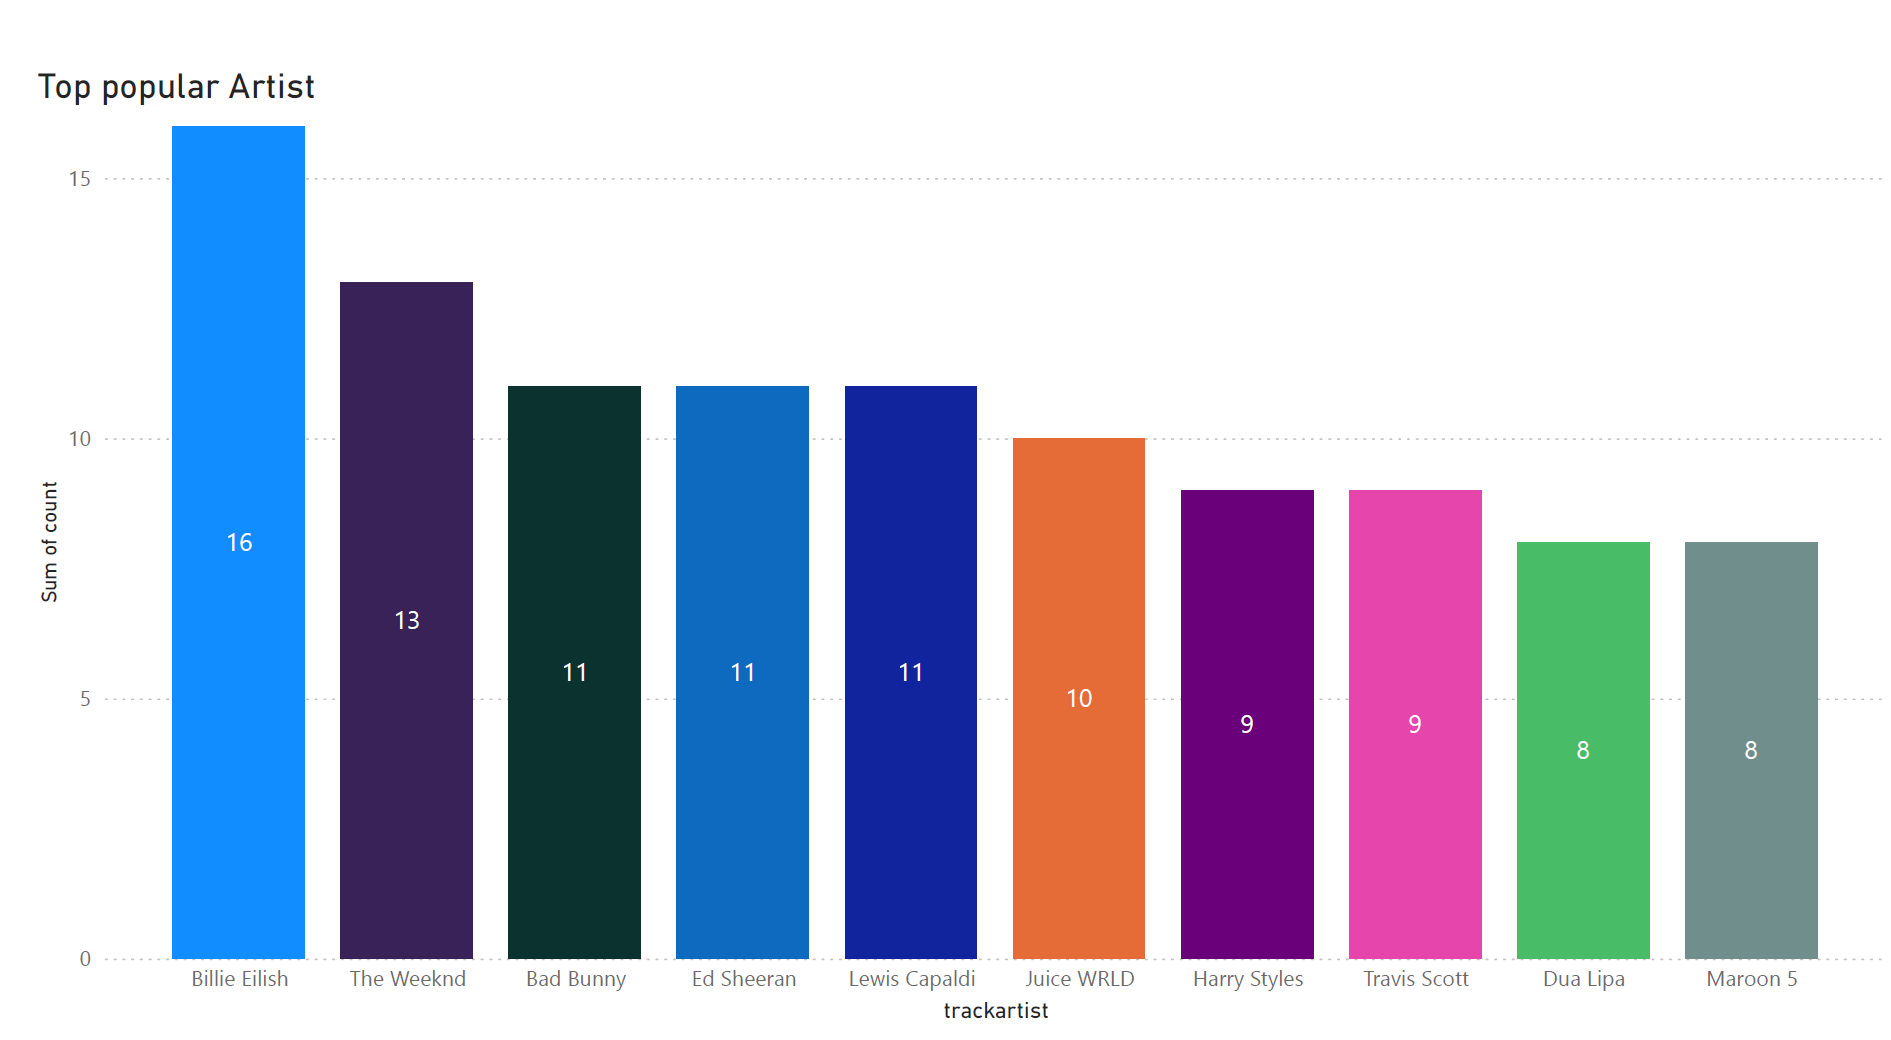 Top popular Artist
15
10
5
0
Sum of count
16
13
11
11
11
10
9
9
8
8
Billie Eilish
The Weeknd
Bad Bunny
Ed Sheeran
Lewis Capaldi
Juice WRLD
Harry Styles
Travis Scott
Dua Lipa
Maroon 5
trackartist